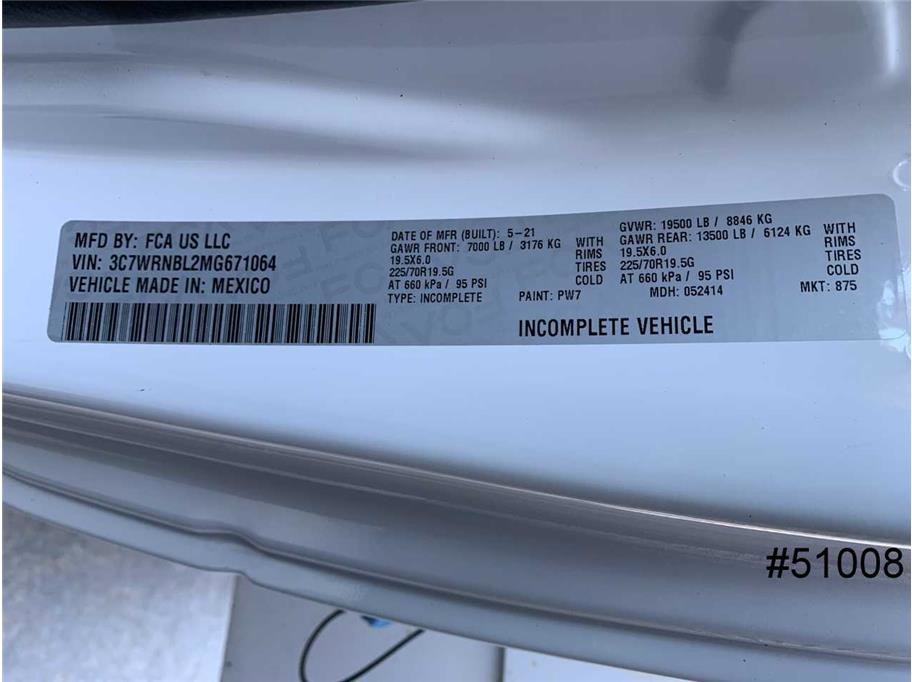 MFD BY: FCA US LLC
VIN: 3C7WRNBL2MG671064
VEHICLE MADE IN: MEXICO
DATE OF MFR (BUILT): 5-21
GAWR FRONT: 7000 LB / 3176 KG WITH
19.5X6.0 RIMS
225/70R19.5G TIRES
AT 660 kPa / 95 PSI COLD
TYPE: INCOMPLETE
GVWR: 19500 LB / 8846 KG
GAWR REAR: 13500 LB / 6124 KG WITH
19.5X6.0 RIMS
225/70R19.5G TIRES
AT 660 kPa / 95 PSI COLD
PAINT: PW7 MDH: 052414 MKT: 875
INCOMPLETE VEHICLE
#51008